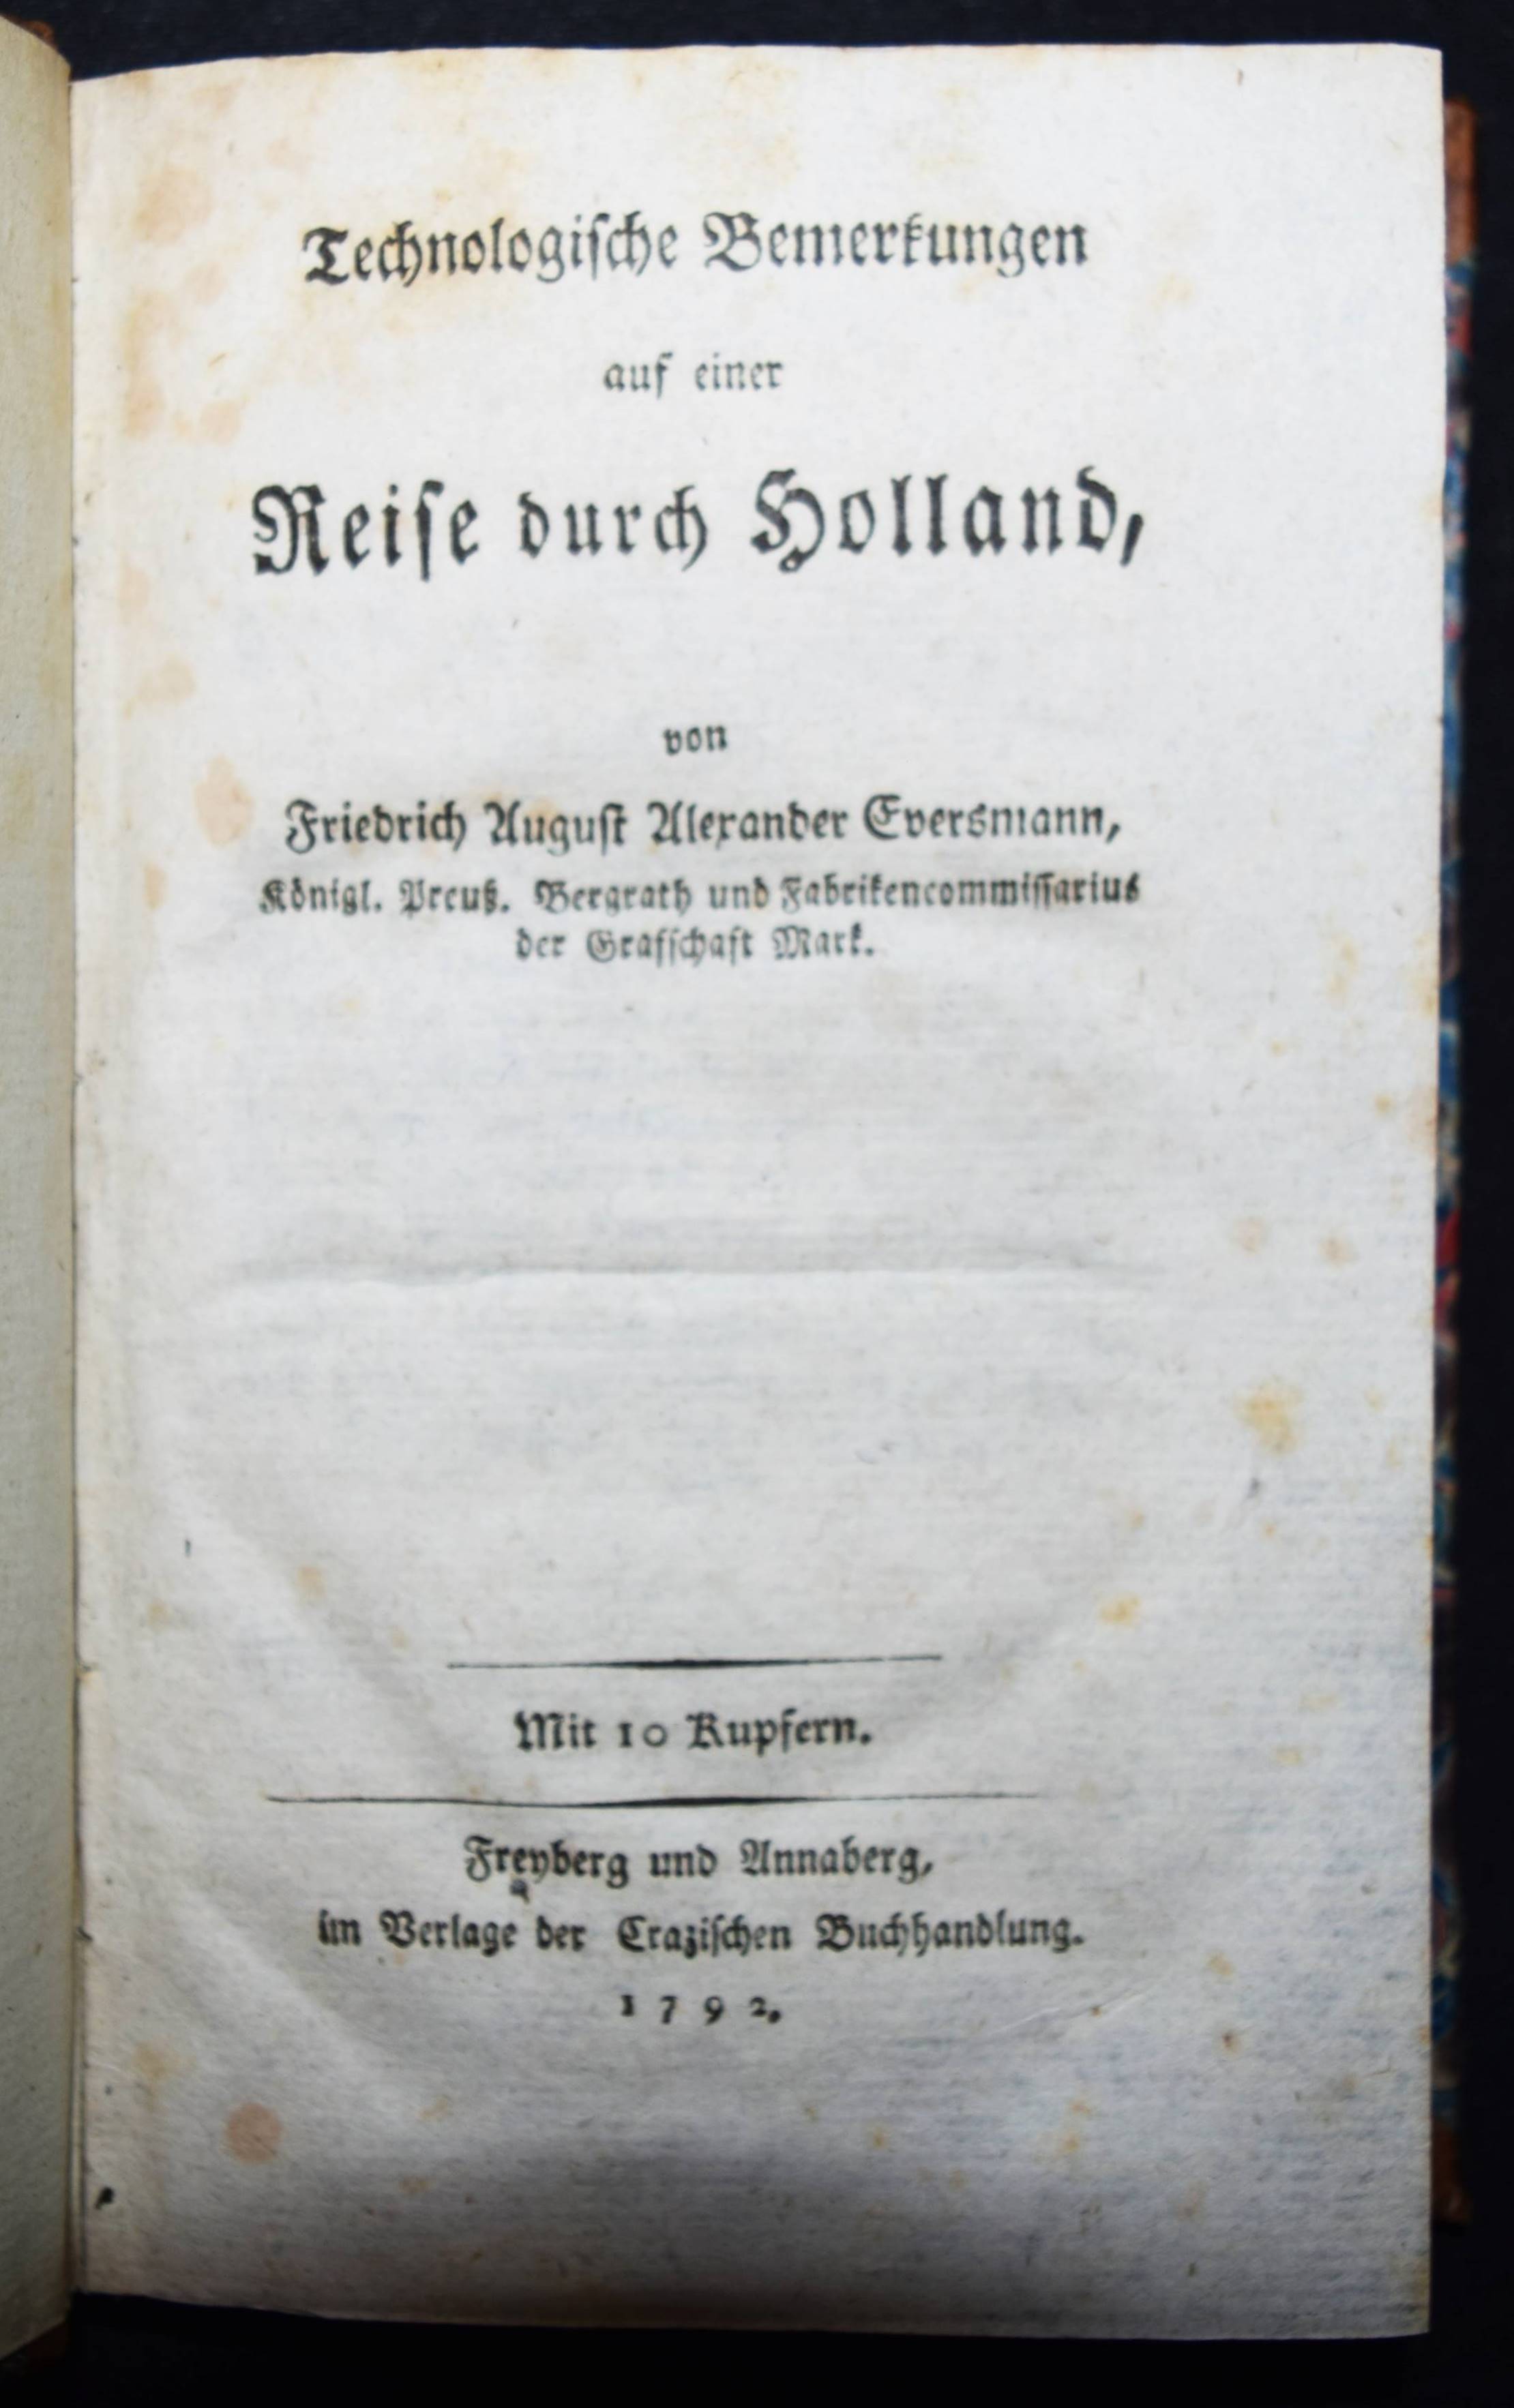 Technologiſche Bemerkungen
auf einer
Reiſe durch Holland,
von
Friedrich Auguſt Alexander Eversmann,
Königl. Preuß. Bergrath und Fabrikencommiſſarius
der Grafſchaft Mark.
Mit 10 Kupfern.
Freyberg und Annaberg,
im Verlage der Craziſchen Buchhandlung.
1792.